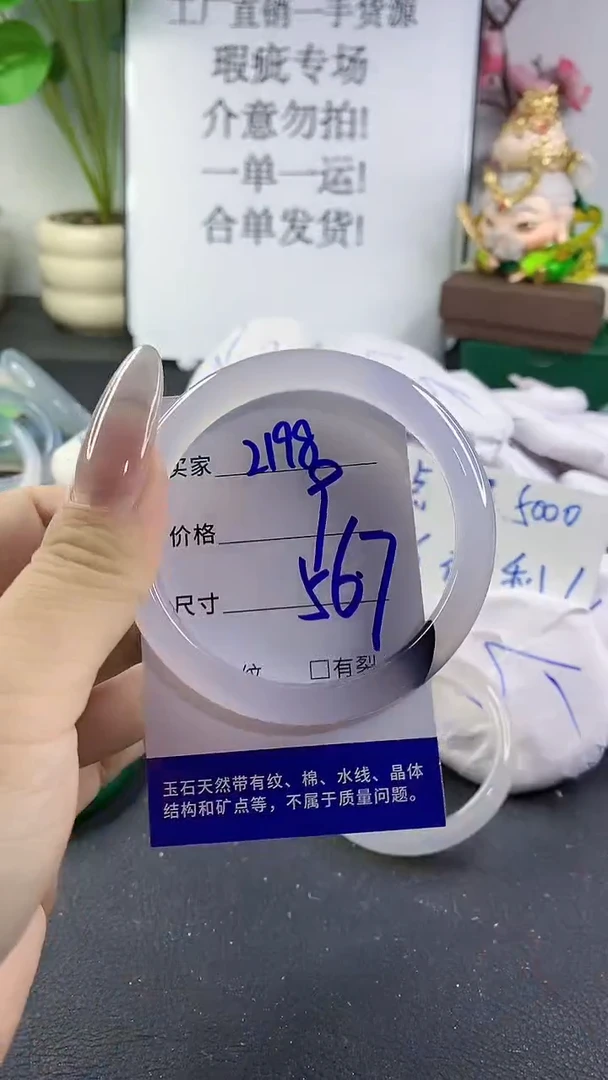 工厂直销一手货源
瑕疵专场
介意勿拍!
一单一运!
合单发货!
买家 2198
价格
尺寸 567
纹 □有裂
5000
利
玉石天然带有纹、棉、水线、晶体
结构和矿点等，不属于质量问题。